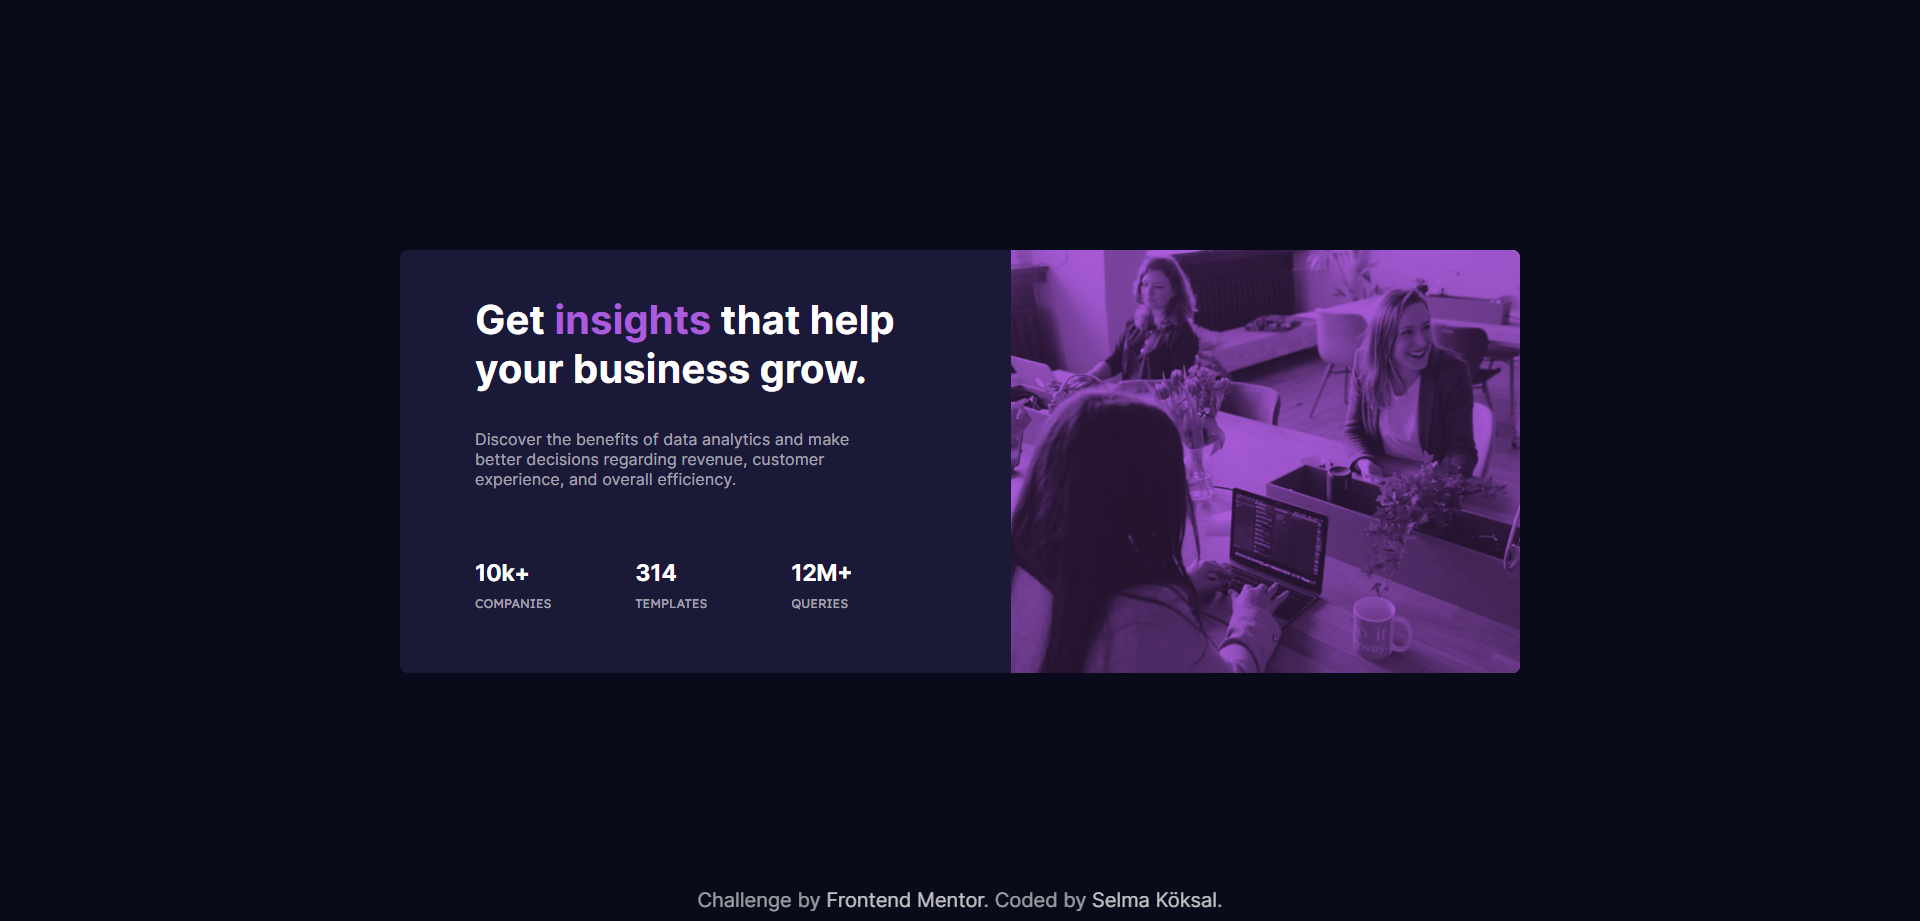 Get insights that help
your business grow.
Discover the benefits of data analytics and make
better decisions regarding revenue, customer
experience, and overall efficiency.
10k+ 314 12M+
COMPANIES TEMPLATES QUERIES
Challenge by Frontend Mentor. Coded by Selma Köksal.